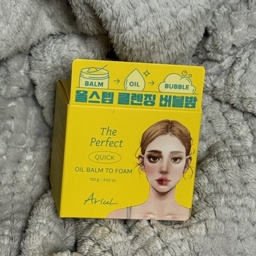 BALM
OIL
BUBBLE
올스텝 클렌징 버블밤
The
Perfect
QUICK
OIL BALM TO FOAM
Ariul